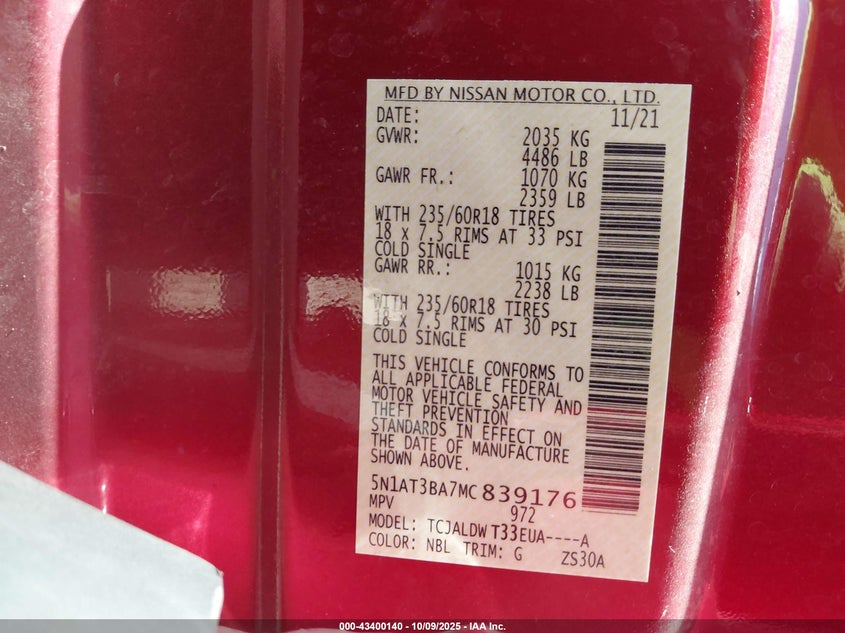 MFD BY NISSAN MOTOR CO., LTD.
DATE: 11/21
GVWR: 2035 KG
4486 LB
GAWR FR.: 1070 KG
2359 LB
WITH 235/60R18 TIRES
18 x 7.5 RIMS AT 33 PSI
COLD SINGLE
GAWR RR.: 1015 KG
2238 LB
WITH 235/60R18 TIRES
18 x 7.5 RIMS AT 30 PSI
COLD SINGLE
THIS VEHICLE CONFORMS TO
ALL APPLICABLE FEDERAL
MOTOR VEHICLE SAFETY AND
THEFT PREVENTION
STANDARDS IN EFFECT ON
THE DATE OF MANUFACTURE
SHOWN ABOVE.
5N1AT3BA7MC 839176
MPV 972
MODEL: TCJALDW T33EUA----A
COLOR: NBL TRIM: G ZS30A
000-43400140 - 10/09/2025 - IAA Inc.